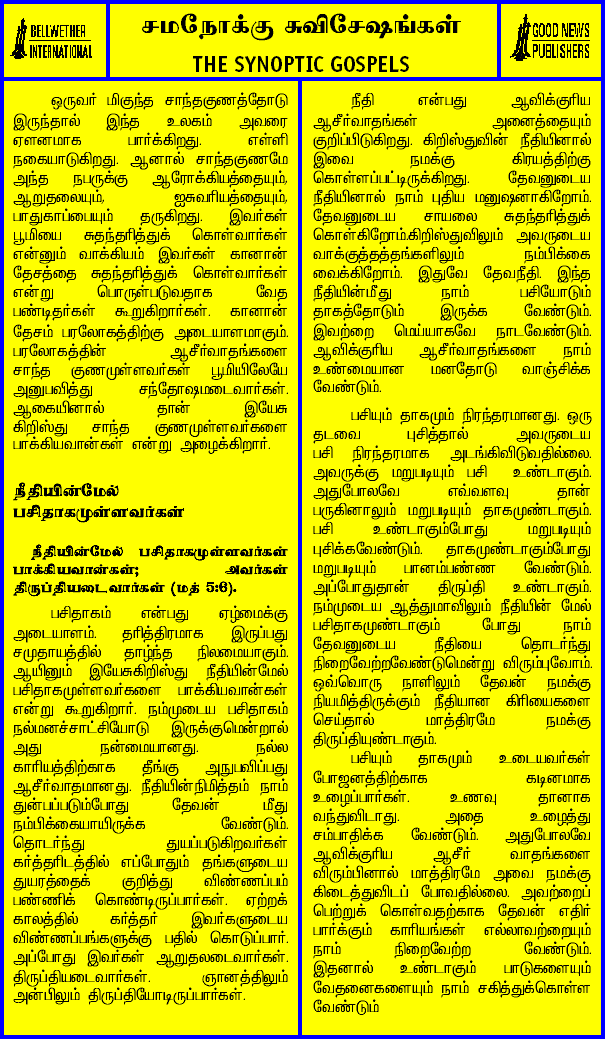 BELLWETHER
INTERNATIONAL
சமநோக்கு சுவிசேஷங்கள்
THE SYNOPTIC GOSPELS
GOOD NEWS
PUBLISHERS
ஒருவர் மிகுந்த சாந்தகுணத்தோடு
இருந்தால் இந்த உலகம் அவரை
ஏளனமாக பார்க்கிறது. எள்ளி
நகையாடுகிறது. ஆனால் சாந்தகுணமே
அந்த நபருக்கு ஆரோக்கியத்தையும்,
ஆறுதலையும், ஐசுவரியத்தையும்,
பாதுகாப்பையும் தருகிறது. இவர்கள்
பூமியை சுதந்தரித்துக் கொள்வார்கள்
என்னும் வாக்கியம் இவர்கள் கானான்
தேசத்தை சுதந்தரித்துக் கொள்வார்கள்
என்று பொருள்படுவதாக வேத
பண்டிதர்கள் கூறுகிறார்கள். கானான்
தேசம் பரலோகத்திற்கு அடையாளமாகும்.
பரலோகத்தின் ஆசீர்வாதங்களை
சாந்த குணமுள்ளவர்கள் பூமியிலேயே
அனுபவித்து சந்தோஷமடைவார்கள்.
ஆகையினால் தான் இயேசு
கிறிஸ்து சாந்த குணமுள்ளவர்களை
பாக்கியவான்கள் என்று அழைக்கிறார்.
நீதியின்மேல்
பசிதாகமுள்ளவர்கள்
நீதியின்மேல் பசிதாகமுள்ளவர்கள்
பாக்கியவான்கள்; அவர்கள்
திருப்தியடைவார்கள் (மத் 5:6).
பசிதாகம் என்பது ஏழ்மைக்கு
அடையாளம். தரித்திரமாக இருப்பது
சமுதாயத்தில் தாழ்ந்த நிலமையாகும்.
ஆயினும் இயேசுகிறிஸ்து நீதியின்மேல்
பசிதாகமுள்ளவர்களை பாக்கியவான்கள்
என்று கூறுகிறார். நம்முடைய பசிதாகம்
நல்மனச்சாட்சியோடு இருக்குமென்றால்
அது நன்மையானது. நல்ல
காரியத்திற்காக தீங்கு அநுபவிப்பது
ஆசீர்வாதமானது. நீதியின்நிமித்தம் நாம்
துன்பப்படும்போது தேவன் மீது
நம்பிக்கையாயிருக்க வேண்டும்.
தொடர்ந்து துயப்படுகிறவர்கள்
கர்த்தரிடத்தில் எப்போதும் தங்களுடைய
துயரத்தைக் குறித்து விண்ணப்பம்
பண்ணிக் கொண்டிருப்பார்கள். ஏற்றக்
காலத்தில் கர்த்தர் இவர்களுடைய
விண்ணப்பங்களுக்கு பதில் கொடுப்பார்.
அப்போது இவர்கள் ஆறுதலடைவார்கள்.
திருப்தியடைவார்கள். ஞானத்திலும்
அன்பிலும் திருப்தியோடிருப்பார்கள்.
நீதி என்பது ஆவிக்குரிய
ஆசீர்வாதங்கள் அனைத்தையும்
குறிப்பிடுகிறது. கிறிஸ்துவின் நீதியினால்
இவை நமக்கு கிரயத்திற்கு
கொள்ளப்பட்டிருக்கிறது. தேவனுடைய
நீதியினால் நாம் புதிய மனுஷனாகிறோம்.
தேவனுடைய சாயலை சுதந்தரித்துக்
கொள்கிறோம்.கிறிஸ்துவிலும் அவருடைய
வாக்குத்தத்தங்களிலும் நம்பிக்கை
வைக்கிறோம். இதுவே தேவநீதி. இந்த
நீதியின்மீது நாம் பசியோடும்
தாகத்தோடும் இருக்க வேண்டும்.
இவற்றை மெய்யாகவே நாடவேண்டும்.
ஆவிக்குரிய ஆசீர்வாதங்களை நாம்
உண்மையான மனதோடு வாஞ்சிக்க
வேண்டும்.
பசியும் தாகமும் நிரந்தரமானது. ஒரு
தடவை புசித்தால் அவருடைய
பசி நிரந்தரமாக அடங்கிவிடுவதில்லை.
அவருக்கு மறுபடியும் பசி உண்டாகும்.
அதுபோலவே எவ்வளவு தான்
பருகினாலும் மறுபடியும் தாகமுண்டாகும்.
பசி உண்டாகும்போது மறுபடியும்
புசிக்கவேண்டும். தாகமுண்டாகும்போது
மறுபடியும் பானம்பண்ண வேண்டும்.
அப்போதுதான் திருப்தி உண்டாகும்.
நம்முடைய ஆத்துமாவிலும் நீதியின் மேல்
பசிதாகமுண்டாகும் போது நாம்
தேவனுடைய நீதியை தொடர்ந்து
நிறைவேற்றவேண்டுமென்று விரும்புவோம்.
ஒவ்வொரு நாளிலும் தேவன் நமக்கு
நியமித்திருக்கும் நீதியான கிரியைகளை
செய்தால் மாத்திரமே நமக்கு
திருப்தியுண்டாகும்.
பசியும் தாகமும் உடையவர்கள்
போஜனத்திற்காக கடினமாக
உழைப்பார்கள். உணவு தானாக
வந்துவிடாது. அதை உழைத்து
சம்பாதிக்க வேண்டும். அதுபோலவே
ஆவிக்குரிய ஆசீர் வாதங்களை
விரும்பினால் மாத்திரமே அவை நமக்கு
கிடைத்துவிடப் போவதில்லை. அவற்றைப்
பெற்றுக் கொள்வதற்காக தேவன் எதிர்
பார்க்கும் காரியங்கள் எல்லாவற்றையும்
நாம் நிறைவேற்ற வேண்டும்.
இதனால் உண்டாகும் பாடுகளையும்
வேதனைகளையும் நாம் சகித்துக்கொள்ள
வேண்டும்